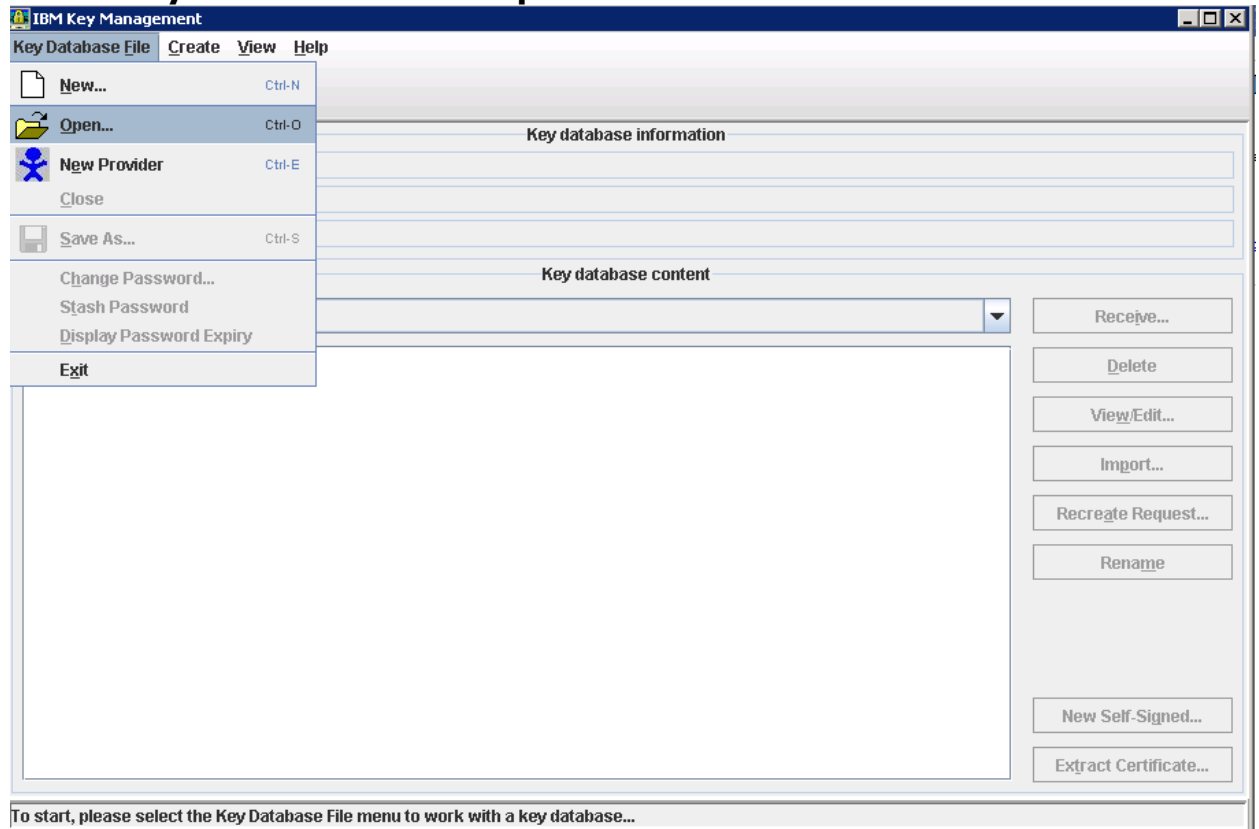 IBM Key Management
Key Database File Create View Help
New... Ctrl-N
Open... Ctrl-O
New Provider Ctrl-E
Close
Save As... Ctrl-S
Change Password...
Stash Password
Display Password Expiry
Exit
Key database information
Key database content
Receive...
Delete
View/Edit...
Import...
Recreate Request...
Rename
New Self-Signed...
Extract Certificate...
To start, please select the Key Database File menu to work with a key database...